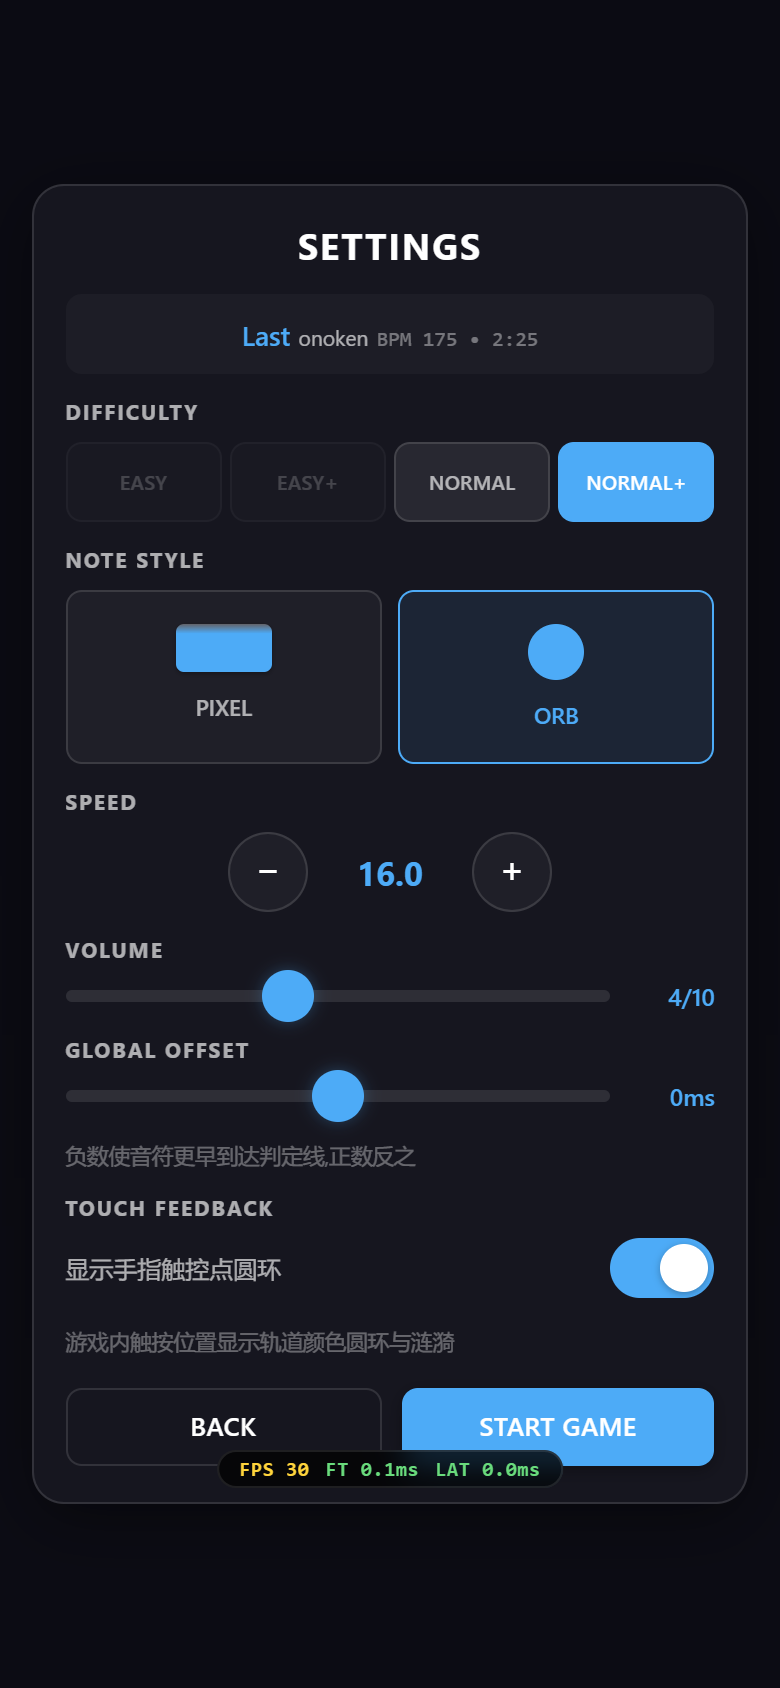 SETTINGS
Last onoken BPM 175 • 2:25
DIFFICULTY
EASY EASY+ NORMAL NORMAL+
NOTE STYLE
PIXEL ORB
SPEED
− 16.0 +
VOLUME
4/10
GLOBAL OFFSET
0ms
负数使音符更早到达判定线,正数反之
TOUCH FEEDBACK
显示手指触控点圆环
游戏内触按位置显示轨道颜色圆环与涟漪
BACK START GAME
FPS 30 FT 0.1ms LAT 0.0ms